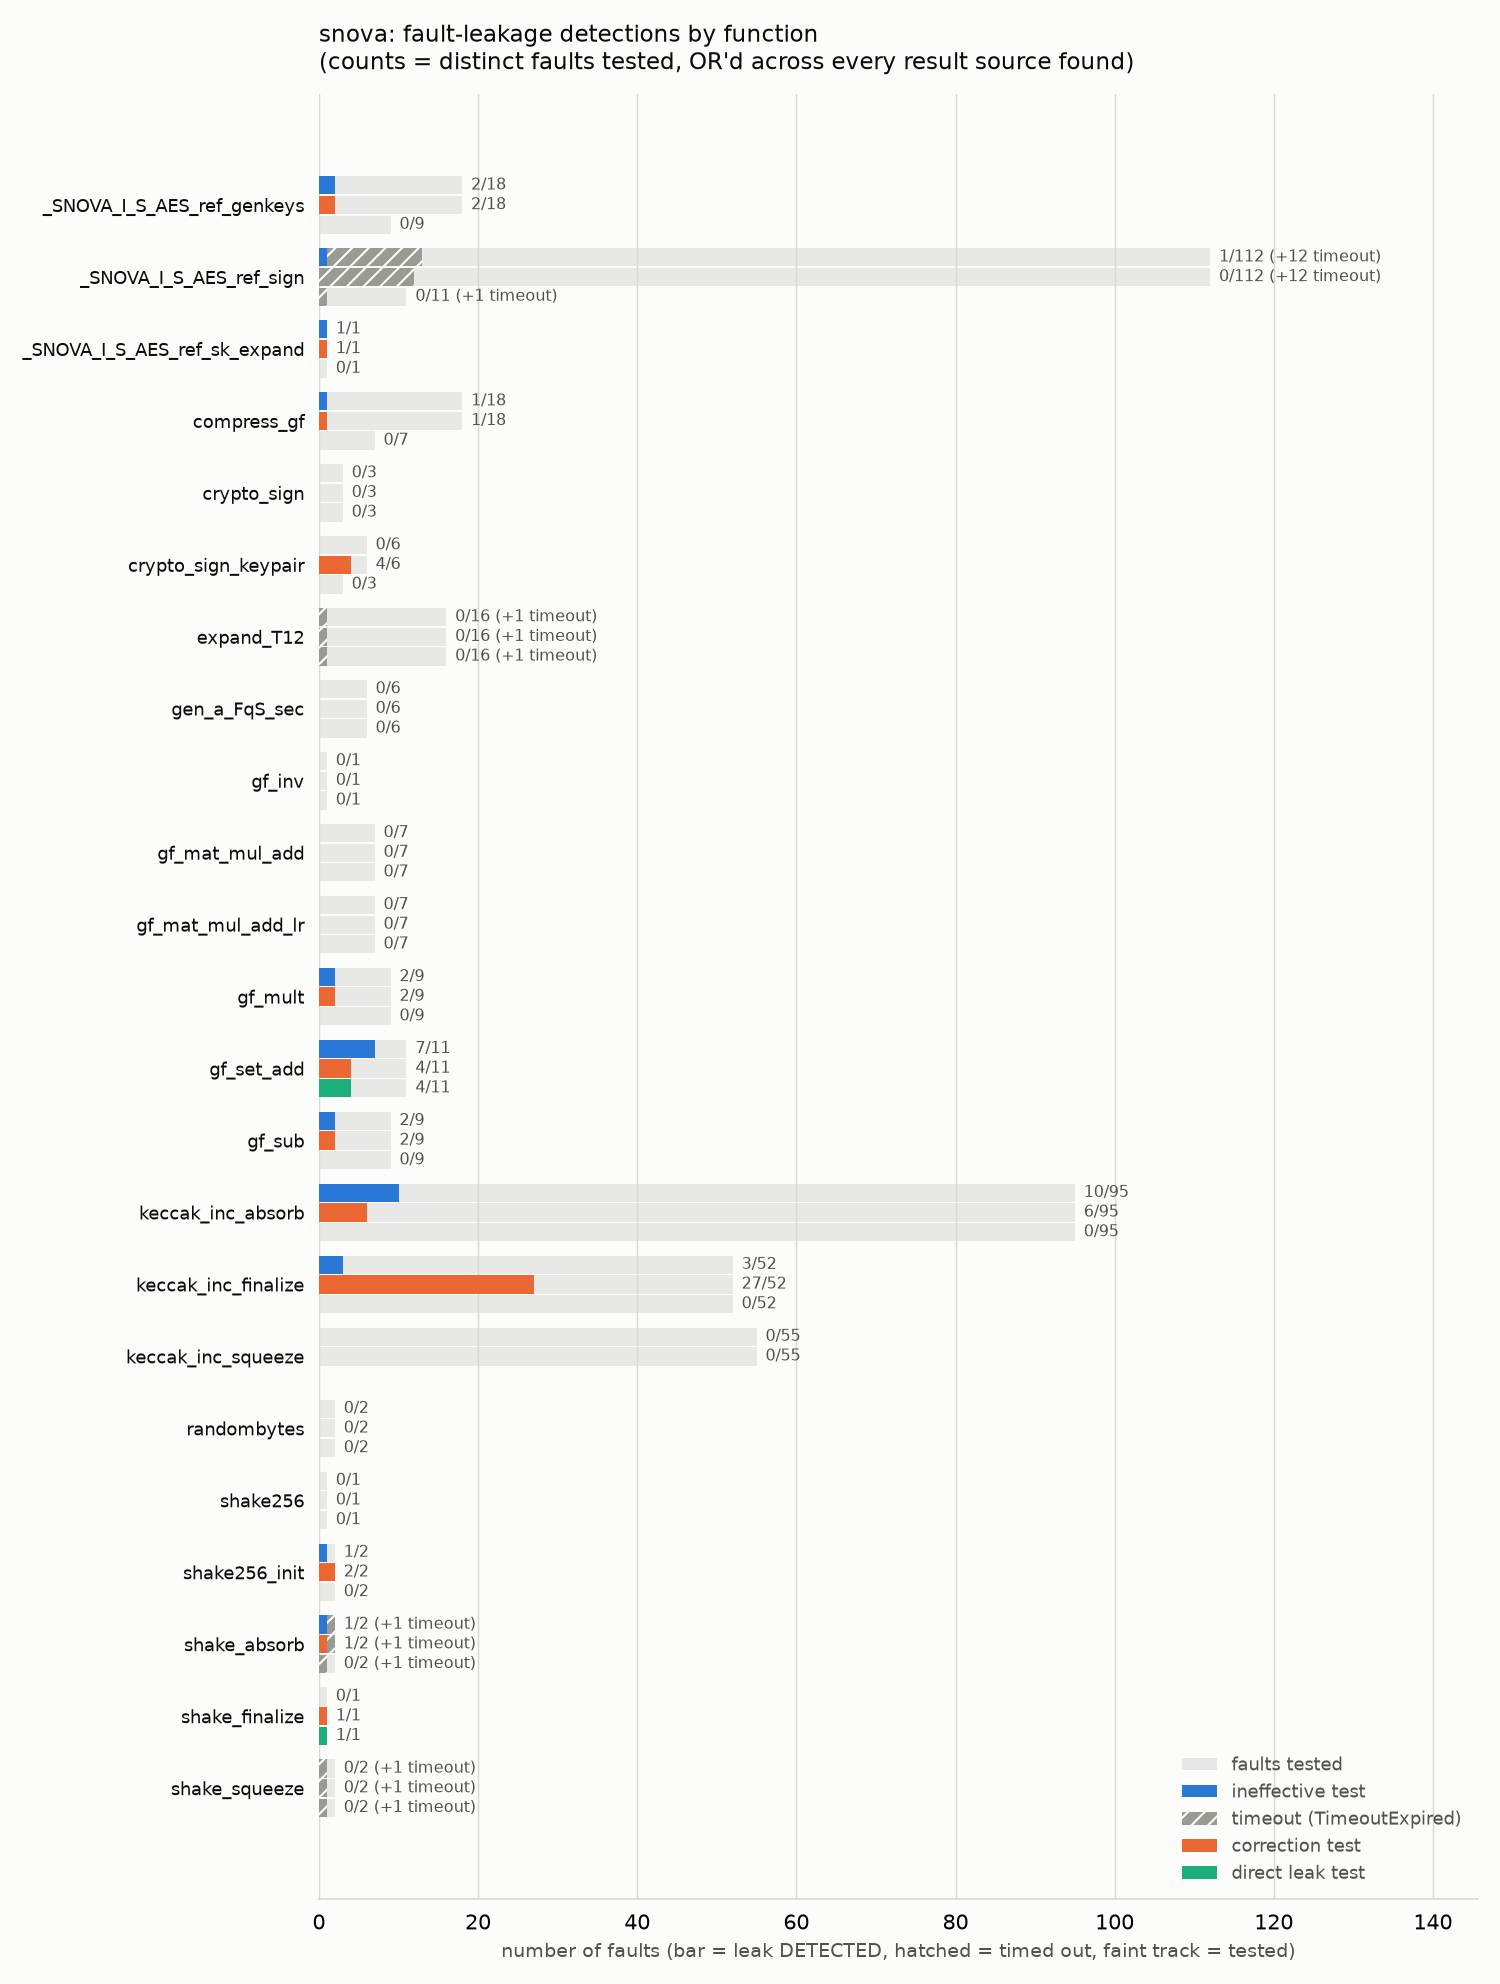 snova: fault-leakage detections by function
(counts = distinct faults tested, OR'd across every result source found)
_SNOVA_I_S_AES_ref_genkeys
2/18
2/18
0/9
_SNOVA_I_S_AES_ref_sign
1/112 (+12 timeout)
0/112 (+12 timeout)
0/11 (+1 timeout)
_SNOVA_I_S_AES_ref_sk_expand
1/1
1/1
0/1
compress_gf
1/18
1/18
0/7
crypto_sign
0/3
0/3
0/3
crypto_sign_keypair
0/6
4/6
0/3
expand_T12
0/16 (+1 timeout)
0/16 (+1 timeout)
0/16 (+1 timeout)
gen_a_FqS_sec
0/6
0/6
0/6
gf_inv
0/1
0/1
0/1
gf_mat_mul_add
0/7
0/7
0/7
gf_mat_mul_add_lr
0/7
0/7
0/7
gf_mult
2/9
2/9
0/9
gf_set_add
7/11
4/11
4/11
gf_sub
2/9
2/9
0/9
keccak_inc_absorb
10/95
6/95
0/95
keccak_inc_finalize
3/52
27/52
0/52
keccak_inc_squeeze
0/55
0/55
randombytes
0/2
0/2
0/2
shake256
0/1
0/1
0/1
shake256_init
1/2
2/2
0/2
shake_absorb
1/2 (+1 timeout)
1/2 (+1 timeout)
0/2 (+1 timeout)
shake_finalize
0/1
1/1
1/1
shake_squeeze
0/2 (+1 timeout)
0/2 (+1 timeout)
0/2 (+1 timeout)
faults tested
ineffective test
timeout (TimeoutExpired)
correction test
direct leak test
0 20 40 60 80 100 120 140
number of faults (bar = leak DETECTED, hatched = timed out, faint track = tested)